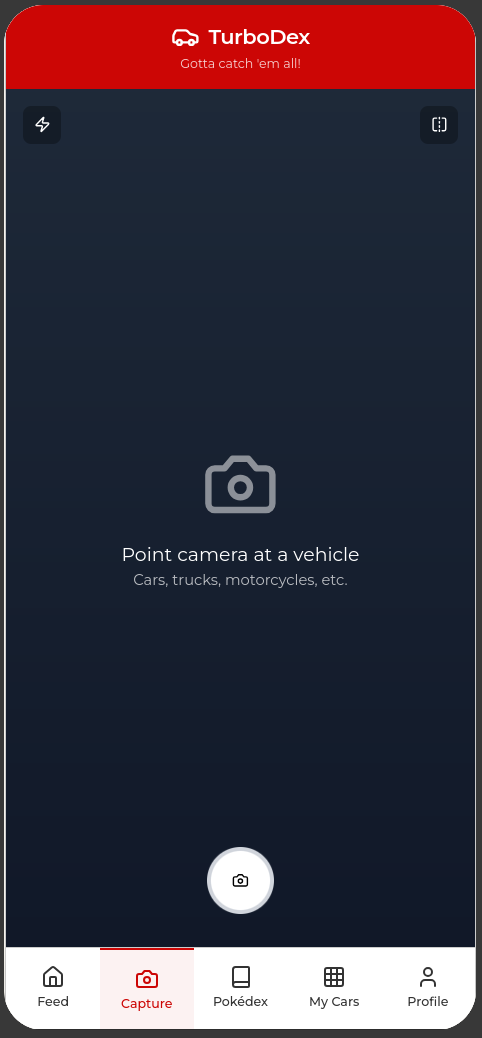 TurboDex
Gotta catch 'em all!
Point camera at a vehicle
Cars, trucks, motorcycles, etc.
Feed
Capture
Pokédex
My Cars
Profile